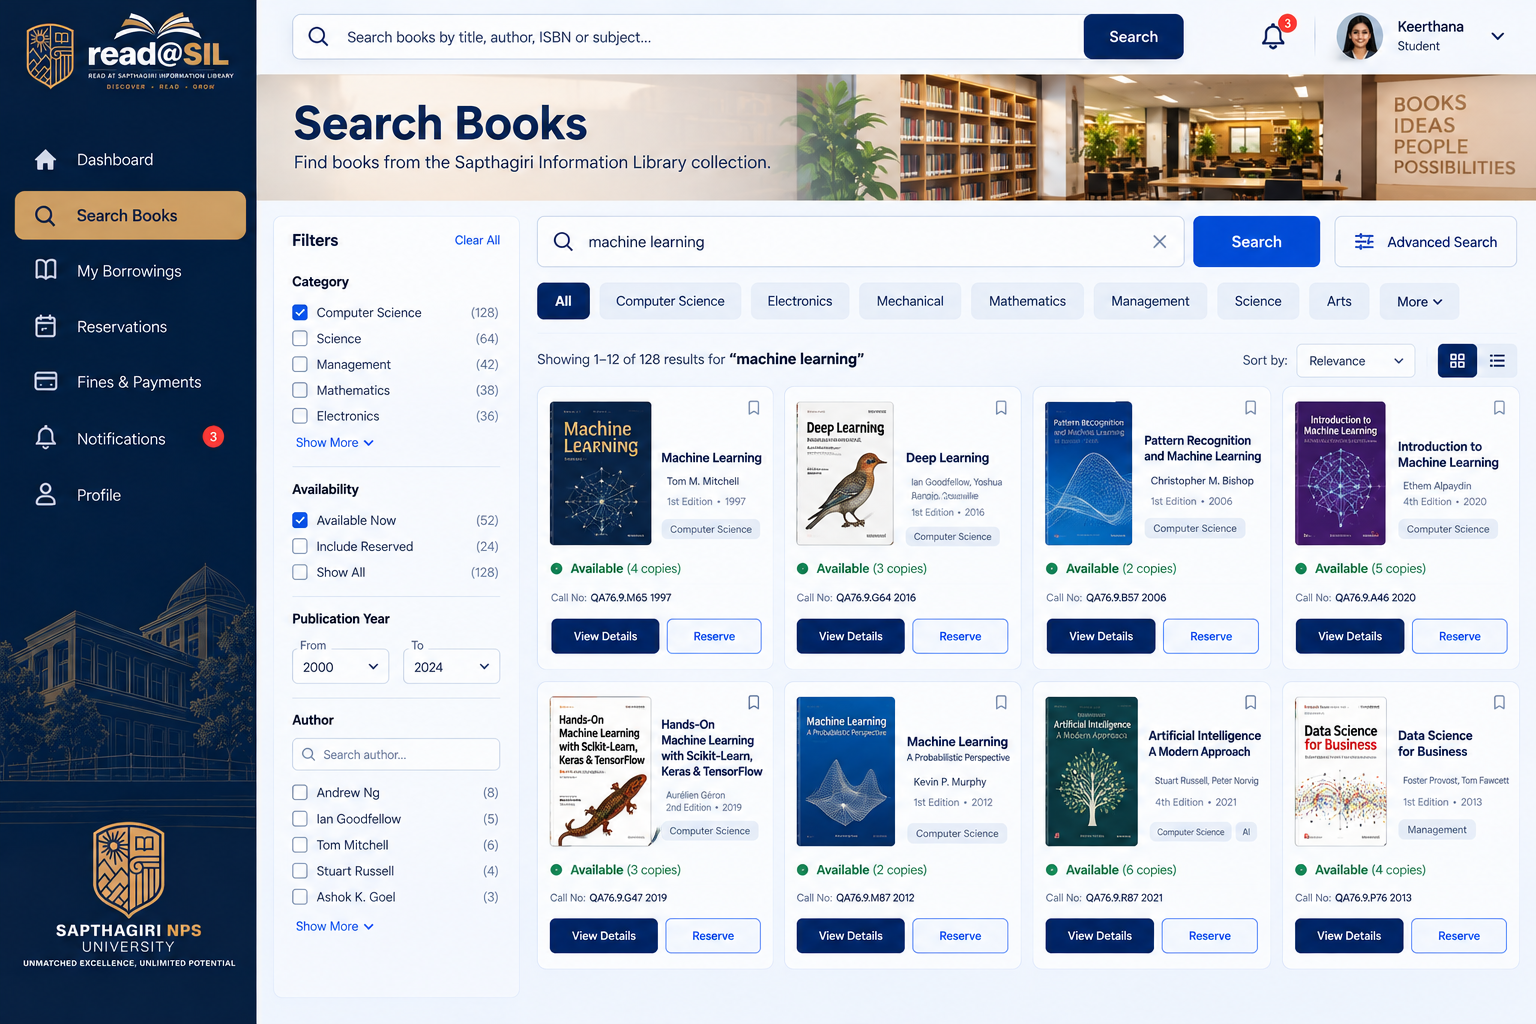 read@SIL
READ AT SAPTHAGIRI INFORMATION LIBRARY
DISCOVER • READ • GROW
Dashboard
Search Books
My Borrowings
Reservations
Fines & Payments
Notifications
3
Profile
SAPTHAGIRI NPS
UNIVERSITY
UNMATCHED EXCELLENCE, UNLIMITED POTENTIAL
Search books by title, author, ISBN or subject...
Search
3
Keerthana
Student
Search Books
Find books from the Sapthagiri Information Library collection.
BOOKS
IDEAS
PEOPLE
POSSIBILITIES
Filters
Clear All
Category
Computer Science (128)
Science (64)
Management (42)
Mathematics (38)
Electronics (36)
Show More
Availability
Available Now (52)
Include Reserved (24)
Show All (128)
Publication Year
From
To
2000
2024
Author
Search author...
Andrew Ng (8)
Ian Goodfellow (5)
Tom Mitchell (6)
Stuart Russell (4)
Ashok K. Goel (3)
Show More
machine learning
Search
Advanced Search
All
Computer Science
Electronics
Mechanical
Mathematics
Management
Science
Arts
More
Showing 1–12 of 128 results for “machine learning”
Sort by:
Relevance
Machine
Learning
Machine Learning
Tom M. Mitchell
1st Edition • 1997
Computer Science
Available (4 copies)
Call No: QA76.9.M65 1997
View Details
Reserve
Deep Learning
Deep Learning
Ian Goodfellow, Yoshua
1st Edition • 2016
Computer Science
Available (3 copies)
Call No: QA76.9.G64 2016
View Details
Reserve
Pattern Recognition
and Machine Learning
Pattern Recognition
and Machine Learning
Christopher M. Bishop
1st Edition • 2006
Computer Science
Available (2 copies)
Call No: QA76.9.B57 2006
View Details
Reserve
Introduction to
Machine Learning
Introduction to
Machine Learning
Ethem Alpaydin
4th Edition • 2020
Computer Science
Available (5 copies)
Call No: QA76.9.A46 2020
View Details
Reserve
Hands-On
Machine Learning
with Scikit-Learn,
Keras & TensorFlow
Hands-On
Machine Learning
with Scikit-Learn,
Keras & TensorFlow
Aurélien Géron
2nd Edition • 2019
Computer Science
Available (3 copies)
Call No: QA76.9.G47 2019
View Details
Reserve
Machine Learning
A Probabilistic Perspective
Machine Learning
A Probabilistic Perspective
Kevin P. Murphy
1st Edition • 2012
Computer Science
Available (2 copies)
Call No: QA76.9.M87 2012
View Details
Reserve
Artificial Intelligence
A Modern Approach
Artificial Intelligence
A Modern Approach
Stuart Russell, Peter Norvig
4th Edition • 2021
Computer Science
AI
Available (6 copies)
Call No: QA76.9.R87 2021
View Details
Reserve
Data Science
for Business
Data Science
for Business
Foster Provost, Tom Fawcett
1st Edition • 2013
Management
Available (4 copies)
Call No: QA76.9.P76 2013
View Details
Reserve